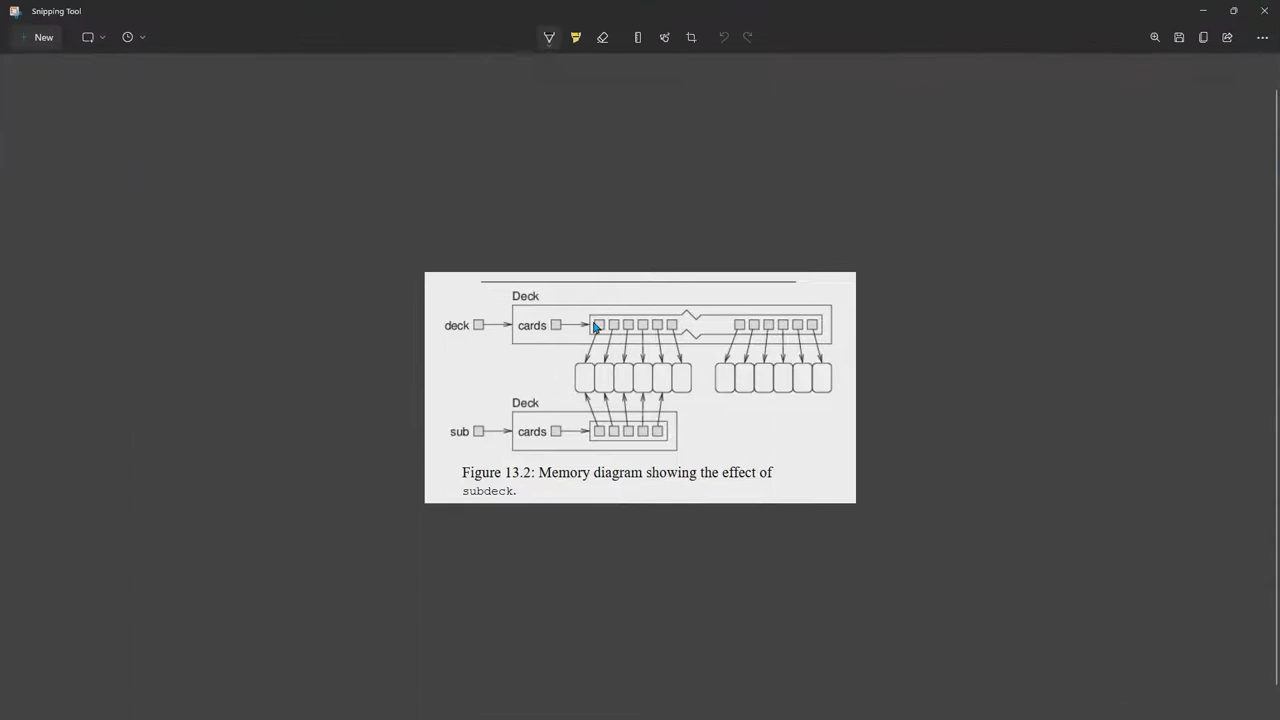 Snipping Tool
New
Deck
deck
cards
Deck
sub
cards
Figure 13.2: Memory diagram showing the effect of
subdeck.